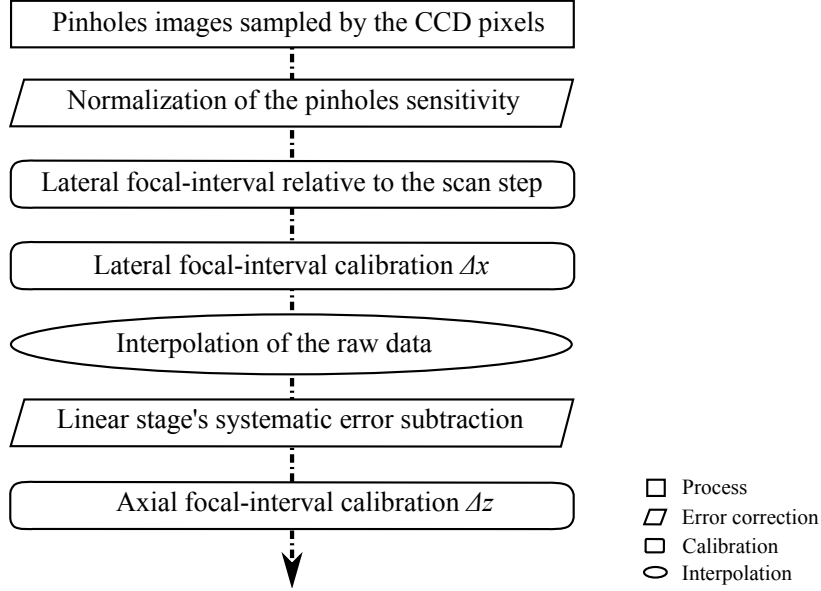 Pinholes images sampled by the CCD pixels
Normalization of the pinholes sensitivity
Lateral focal-interval relative to the scan step
Lateral focal-interval calibration Δx
Interpolation of the raw data
Linear stage's systematic error subtraction
Axial focal-interval calibration Δz
Process
Error correction
Calibration
Interpolation